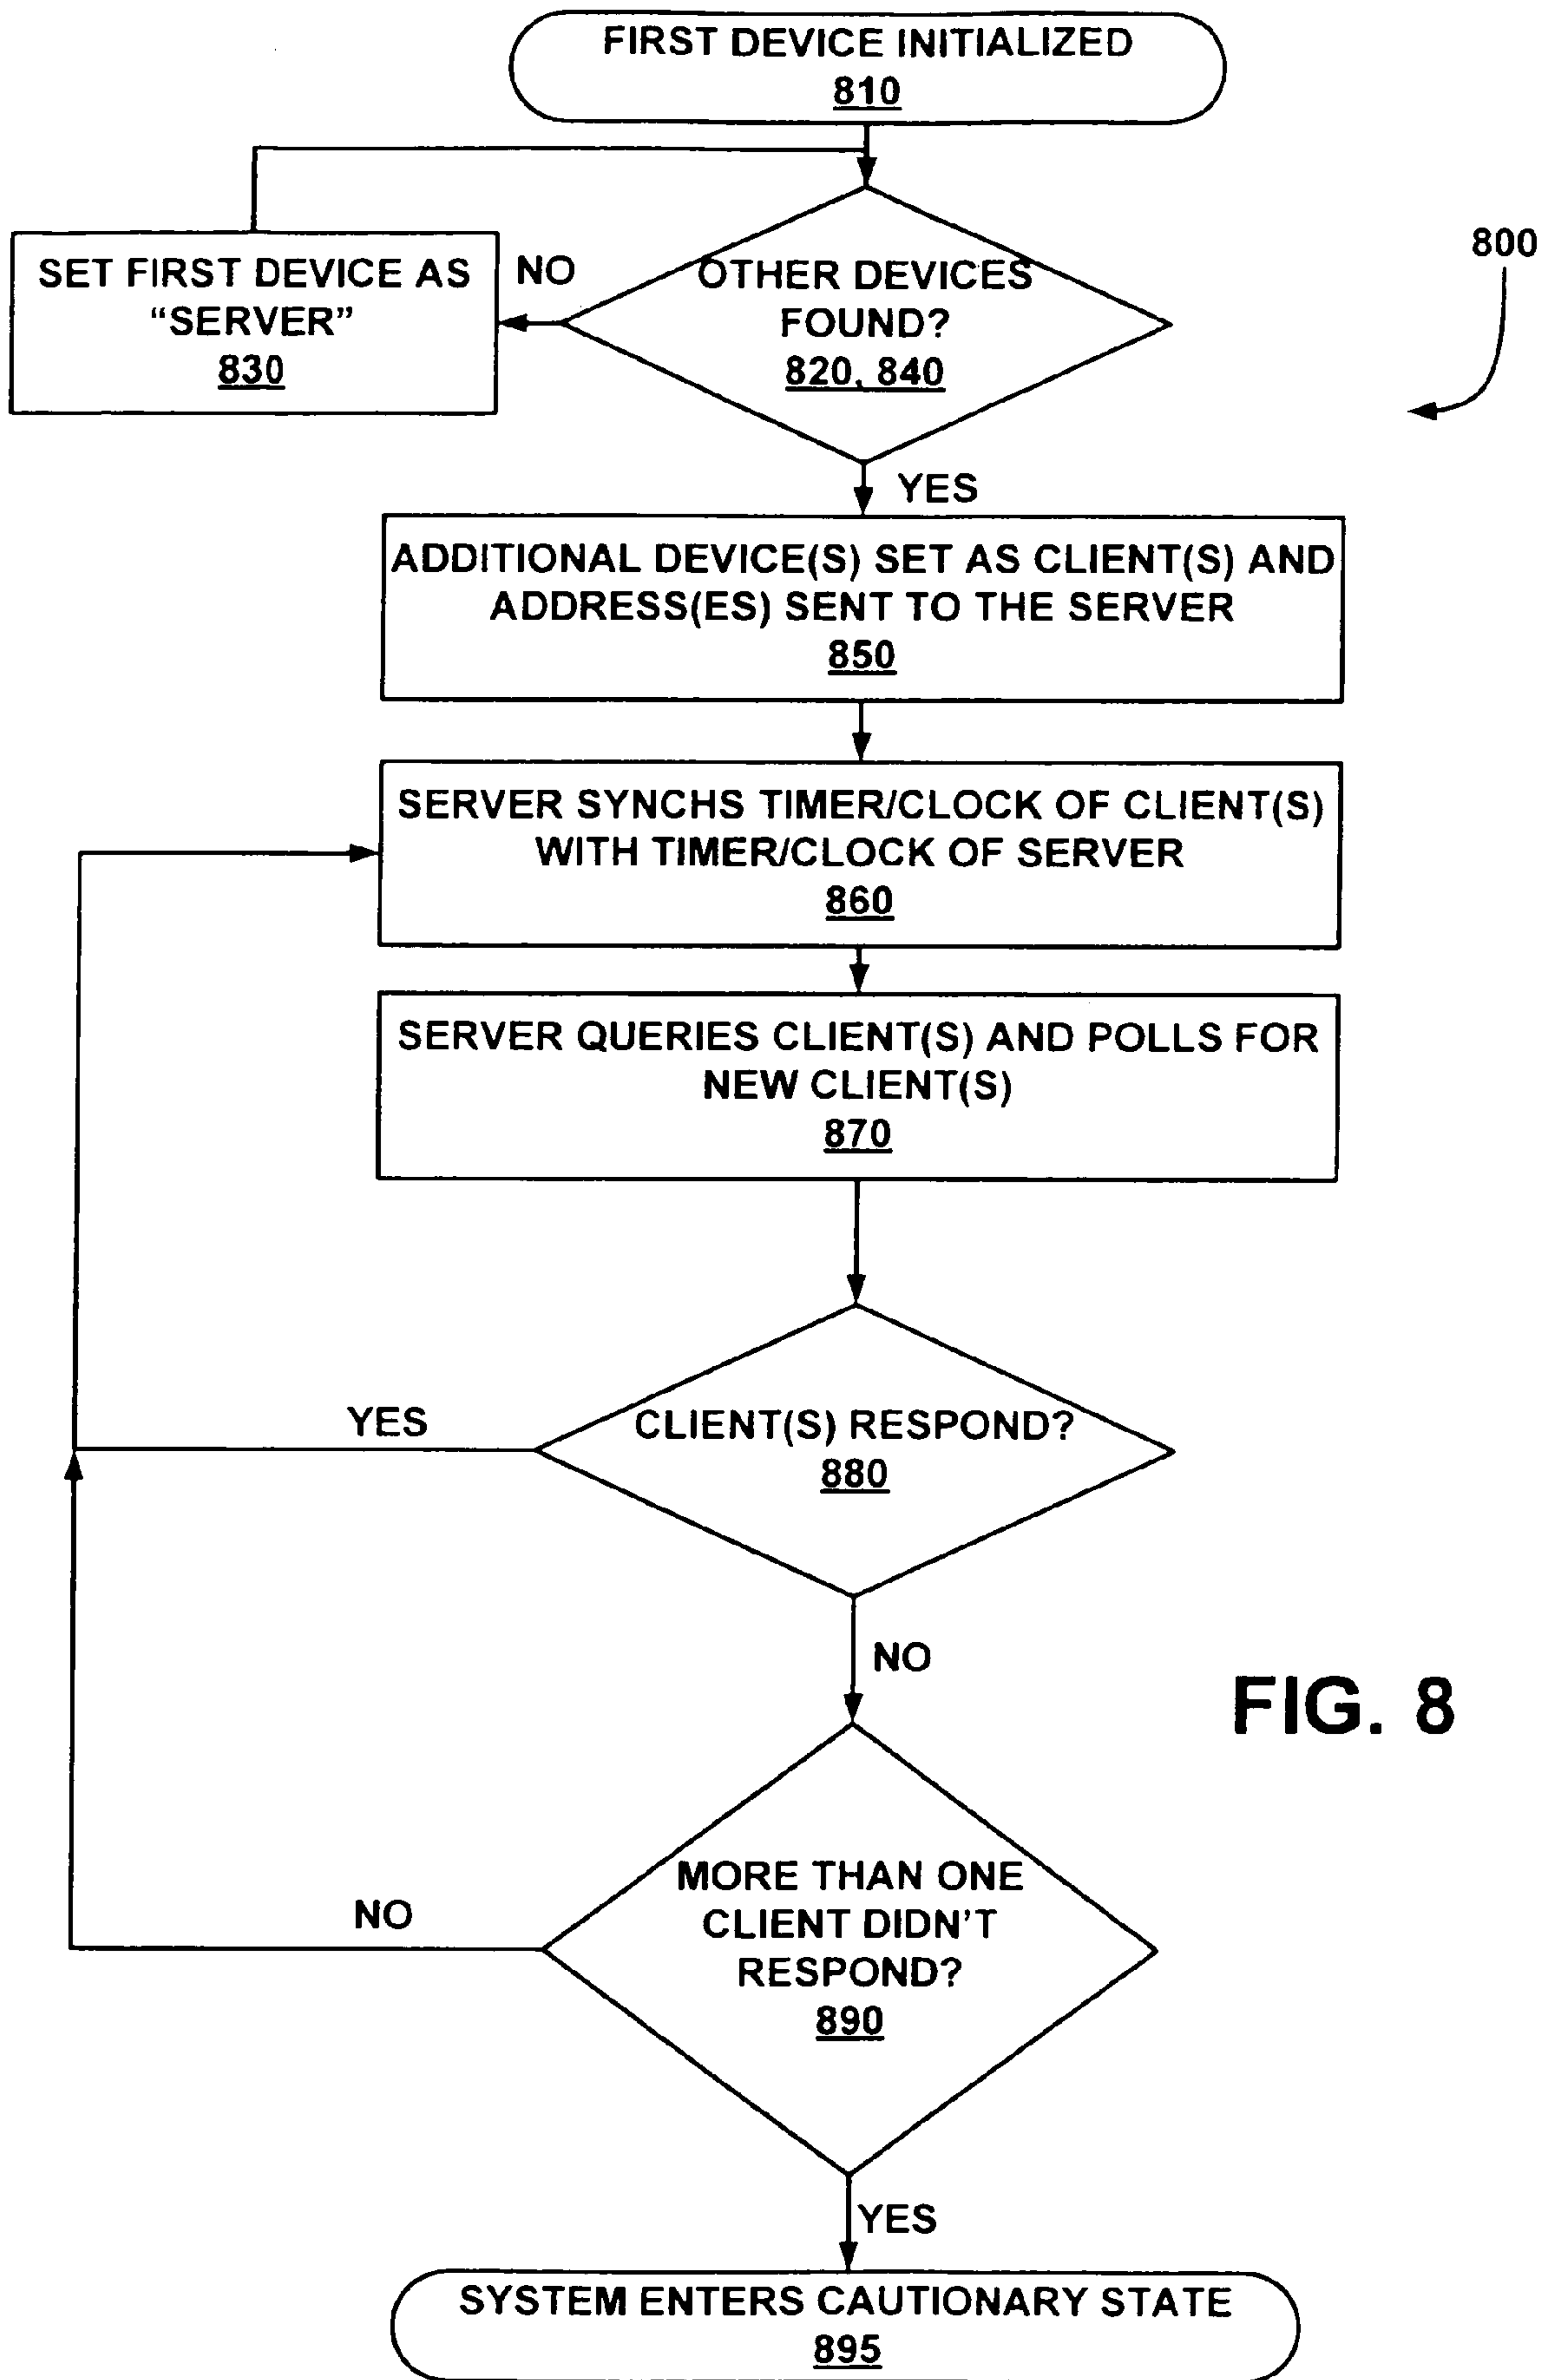 FIRST DEVICE INITIALIZED
810
800
SET FIRST DEVICE AS
“SERVER”
830
NO
OTHER DEVICES
FOUND?
820, 840
YES
ADDITIONAL DEVICE(S) SET AS CLIENT(S) AND
ADDRESS(ES) SENT TO THE SERVER
850
SERVER SYNCHS TIMER/CLOCK OF CLIENT(S)
WITH TIMER/CLOCK OF SERVER
860
SERVER QUERIES CLIENT(S) AND POLLS FOR
NEW CLIENT(S)
870
YES
CLIENT(S) RESPOND?
880
NO
FIG. 8
NO
MORE THAN ONE
CLIENT DIDN'T
RESPOND?
890
YES
SYSTEM ENTERS CAUTIONARY STATE
895